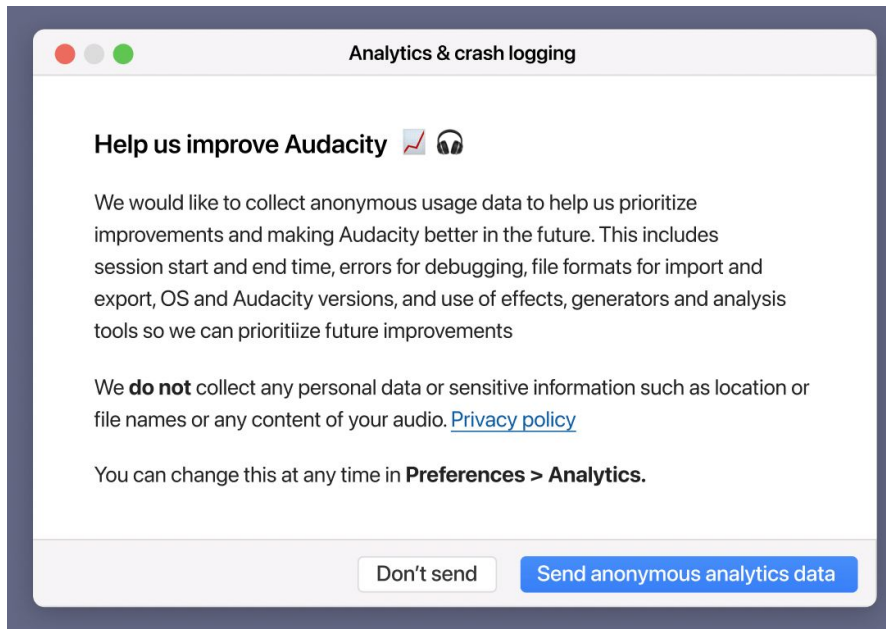 Analytics & crash logging
Help us improve Audacity 📈 🎧
We would like to collect anonymous usage data to help us prioritize
improvements and making Audacity better in the future. This includes
session start and end time, errors for debugging, file formats for import and
export, OS and Audacity versions, and use of effects, generators and analysis
tools so we can prioritiize future improvements
We do not collect any personal data or sensitive information such as location or
file names or any content of your audio. Privacy policy
You can change this at any time in Preferences > Analytics.
Don't send
Send anonymous analytics data